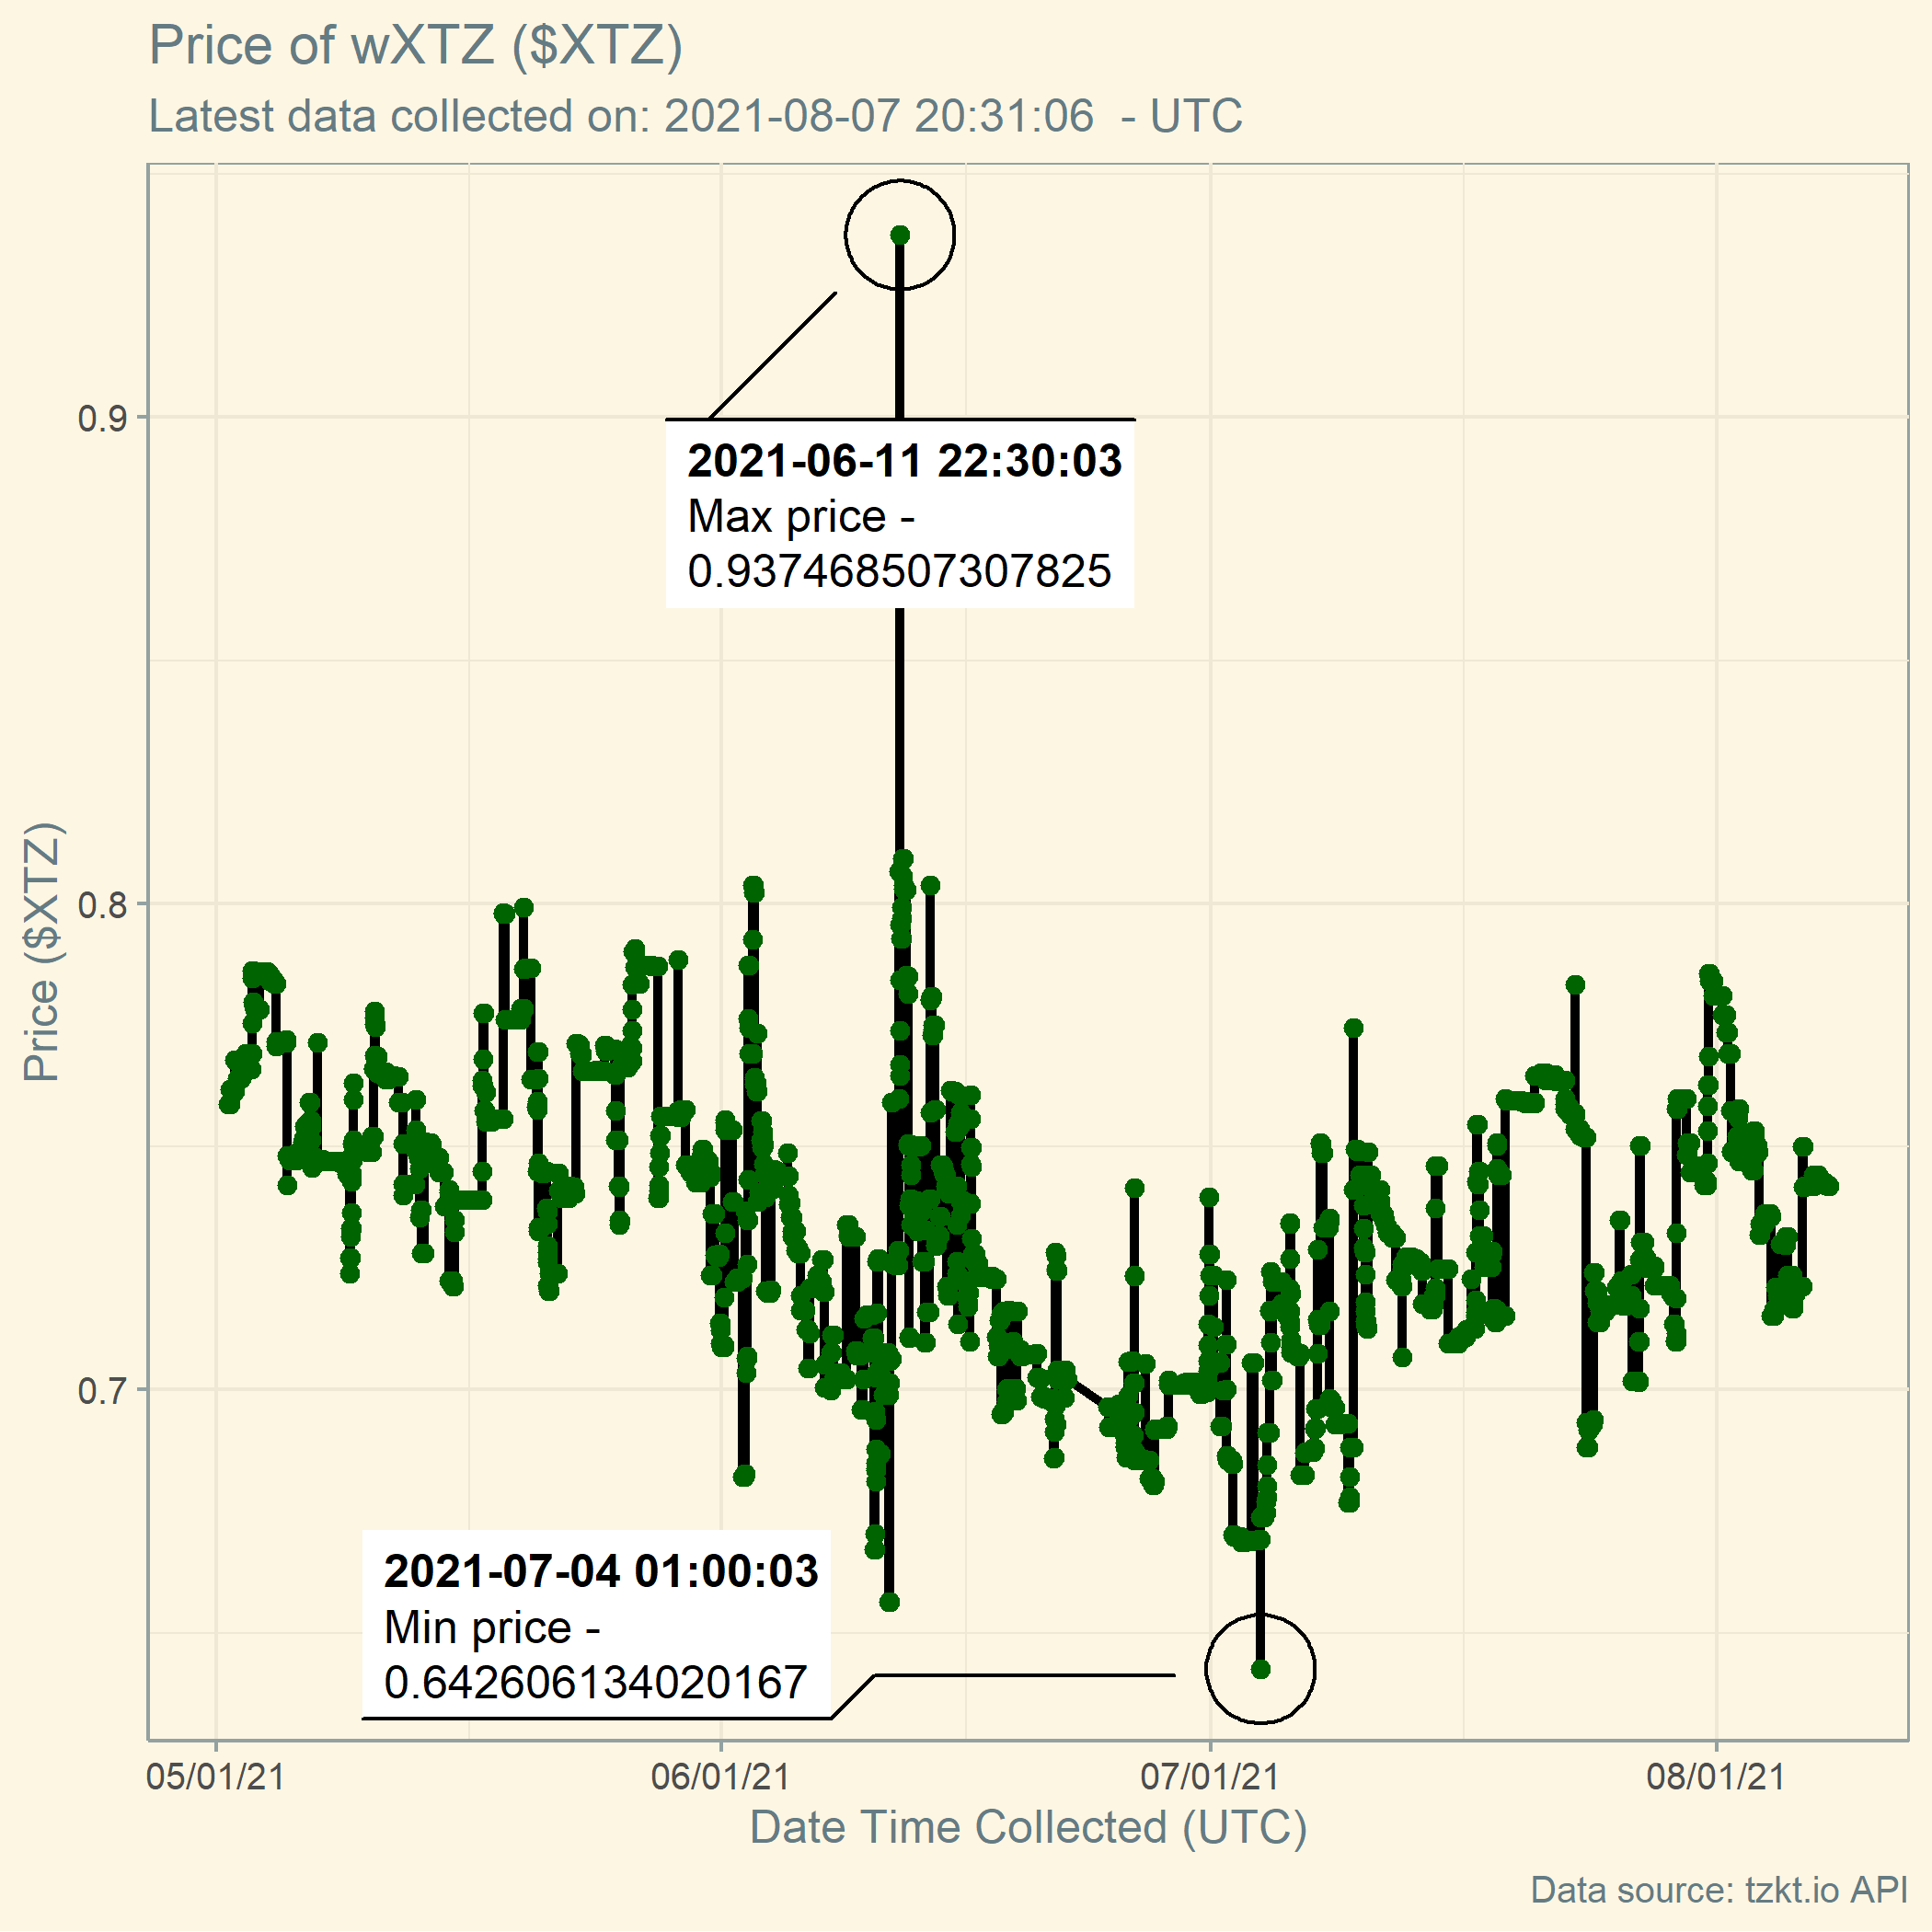 Price of wXTZ ($XTZ)
Latest data collected on: 2021-08-07 20:31:06  - UTC
Price ($XTZ)
0.9
0.8
0.7
2021-06-11 22:30:03
Max price -
0.937468507307825
2021-07-04 01:00:03
Min price -
0.642606134020167
05/01/21
06/01/21
07/01/21
08/01/21
Date Time Collected (UTC)
Data source: tzkt.io API